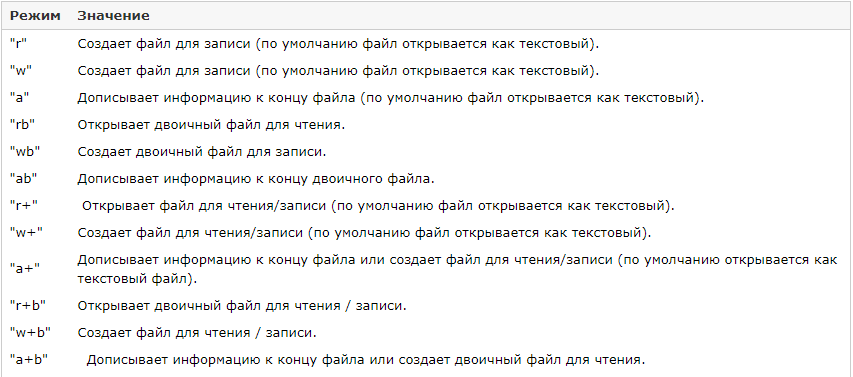 Режим Значение
"r" Создает файл для записи (по умолчанию файл открывается как текстовый).
"w" Создает файл для записи (по умолчанию файл открывается как текстовый).
"a" Дописывает информацию к концу файла (по умолчанию файл открывается как текстовый).
"rb" Открывает двоичный файл для чтения.
"wb" Создает двоичный файл для записи.
"ab" Дописывает информацию к концу двоичного файла.
"r+" Открывает файл для чтения/записи (по умолчанию файл открывается как текстовый).
"w+" Создает файл для чтения/записи (по умолчанию файл открывается как текстовый).
"a+" Дописывает информацию к концу файла или создает файл для чтения/записи (по умолчанию открывается как
текстовый файл).
"r+b" Открывает двоичный файл для чтения / записи.
"w+b" Создает файл для чтения / записи.
"a+b" Дописывает информацию к концу файла или создает двоичный файл для чтения.